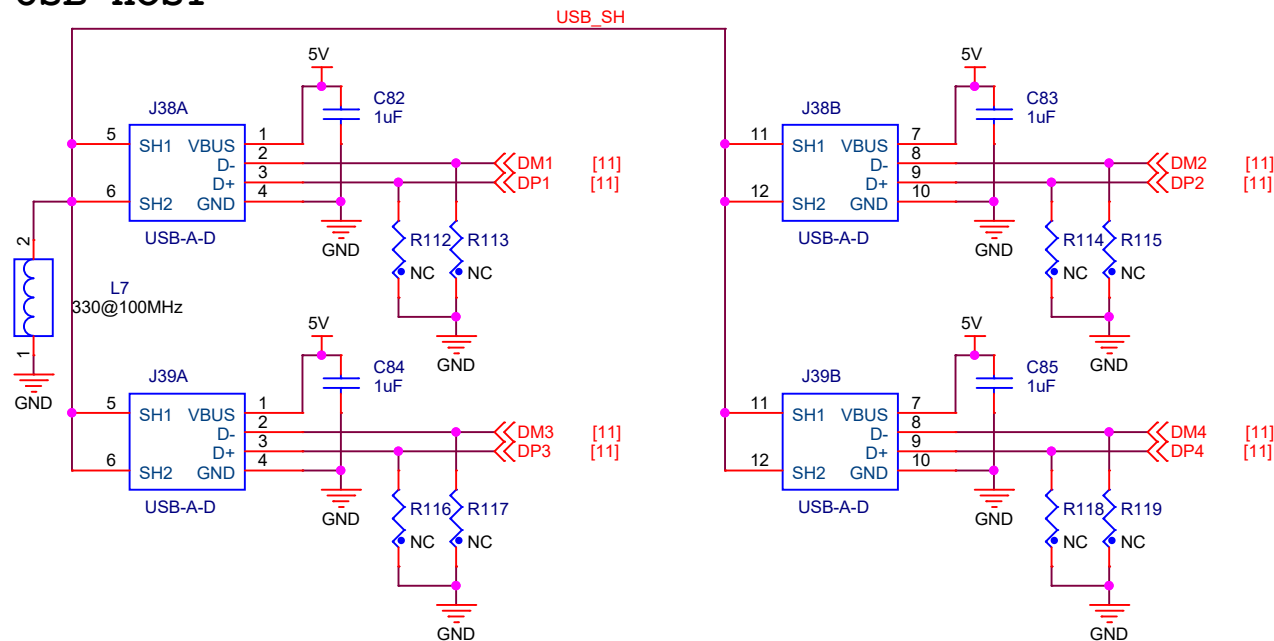 USB HOST
USB_SH
5V
J38A
C82
1uF
5 SH1 VBUS 1
D- 2 DM1 [11]
D+ 3 DP1 [11]
6 SH2 GND 4
USB-A-D
GND
R112 R113
NC NC
GND
5V
J38B
C83
1uF
11 SH1 VBUS 7
D- 8 DM2 [11]
D+ 9 DP2 [11]
12 SH2 GND 10
USB-A-D
GND
R114 R115
NC NC
GND
2
L7
330@100MHz
1
GND
5V
J39A
C84
1uF
5 SH1 VBUS 1
D- 2 DM3 [11]
D+ 3 DP3 [11]
6 SH2 GND 4
USB-A-D
GND
R116 R117
NC NC
GND
5V
J39B
C85
1uF
11 SH1 VBUS 7
D- 8 DM4 [11]
D+ 9 DP4 [11]
12 SH2 GND 10
USB-A-D
GND
R118 R119
NC NC
GND